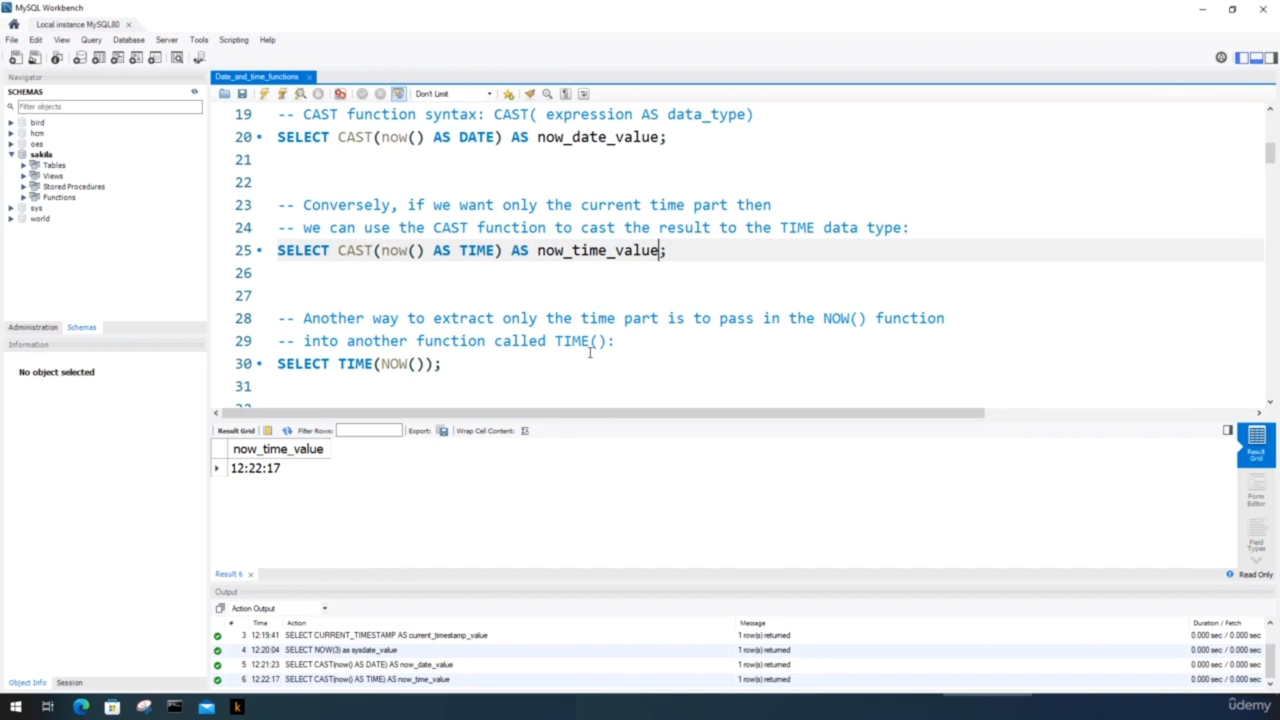 MySQL Workbench
Local instance MySQL80
File Edit View Query Database Server Tools Scripting Help
Navigator
SCHEMAS
Filter objects
bird
hcm
oes
sakila
Tables
Views
Stored Procedures
Functions
sys
world
Administration Schemas
Information
No object selected
Object Info Session
Date_and_time_functions
Don't Limit
19 -- CAST function syntax: CAST( expression AS data_type)
20 SELECT CAST(now() AS DATE) AS now_date_value;
21
22
23 -- Conversely, if we want only the current time part then
24 -- we can use the CAST function to cast the result to the TIME data type:
25 SELECT CAST(now() AS TIME) AS now_time_value;
26
27
28 -- Another way to extract only the time part is to pass in the NOW() function
29 -- into another function called TIME():
30 SELECT TIME(NOW());
31
Result Grid Filter Rows: Export: Wrap Cell Content:
now_time_value
12:22:17
Result Grid
Form Editor
Field Types
Result 6
Read Only
Output
Action Output
# Time Action Message Duration / Fetch
3 12:19:41 SELECT CURRENT_TIMESTAMP AS current_timestamp_value 1 row(s) returned 0.000 sec / 0.000 sec
4 12:20:04 SELECT NOW(3) as sysdate_value 1 row(s) returned 0.000 sec / 0.000 sec
5 12:21:23 SELECT CAST(now() AS DATE) AS now_date_value 1 row(s) returned 0.000 sec / 0.000 sec
6 12:22:17 SELECT CAST(now() AS TIME) AS now_time_value 1 row(s) returned 0.000 sec / 0.000 sec
k
ûdemy